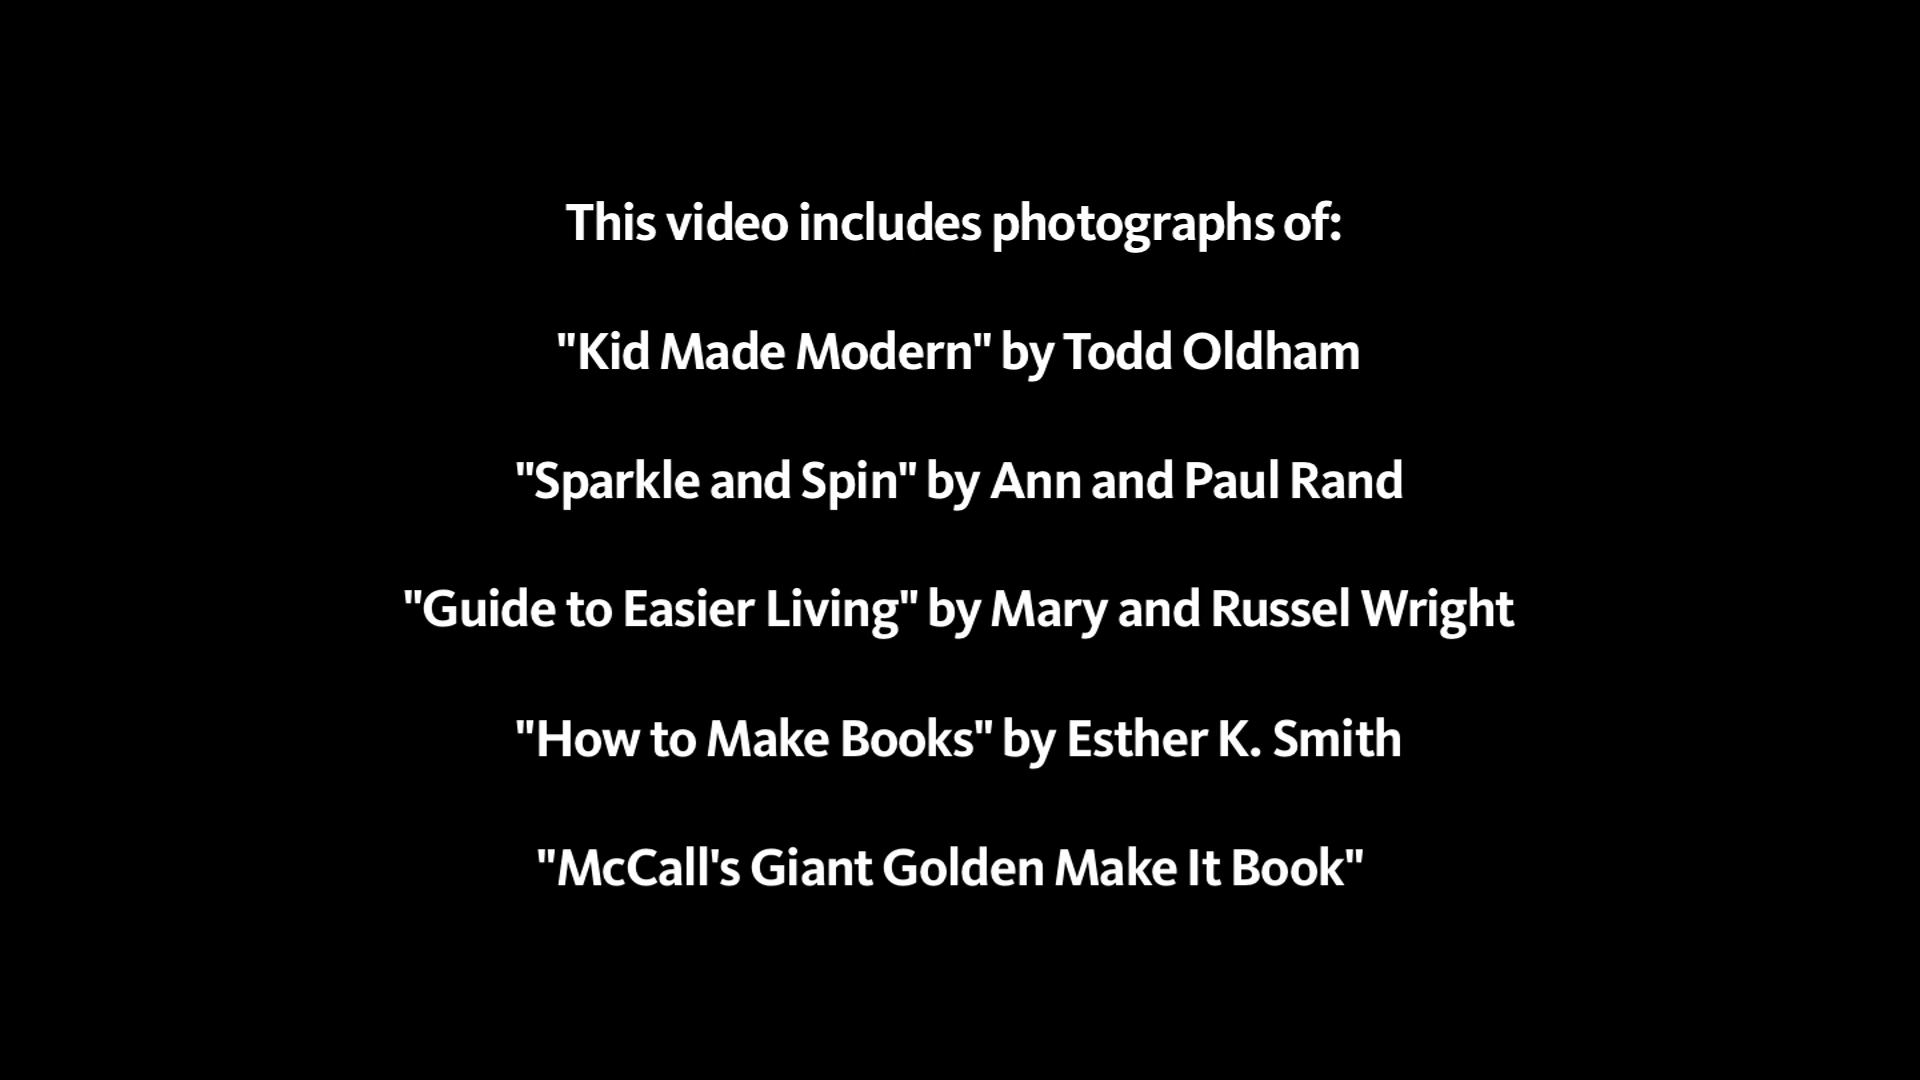 This video includes photographs of:
"Kid Made Modern" by Todd Oldham
"Sparkle and Spin" by Ann and Paul Rand
"Guide to Easier Living" by Mary and Russel Wright
"How to Make Books" by Esther K. Smith
"McCall's Giant Golden Make It Book"